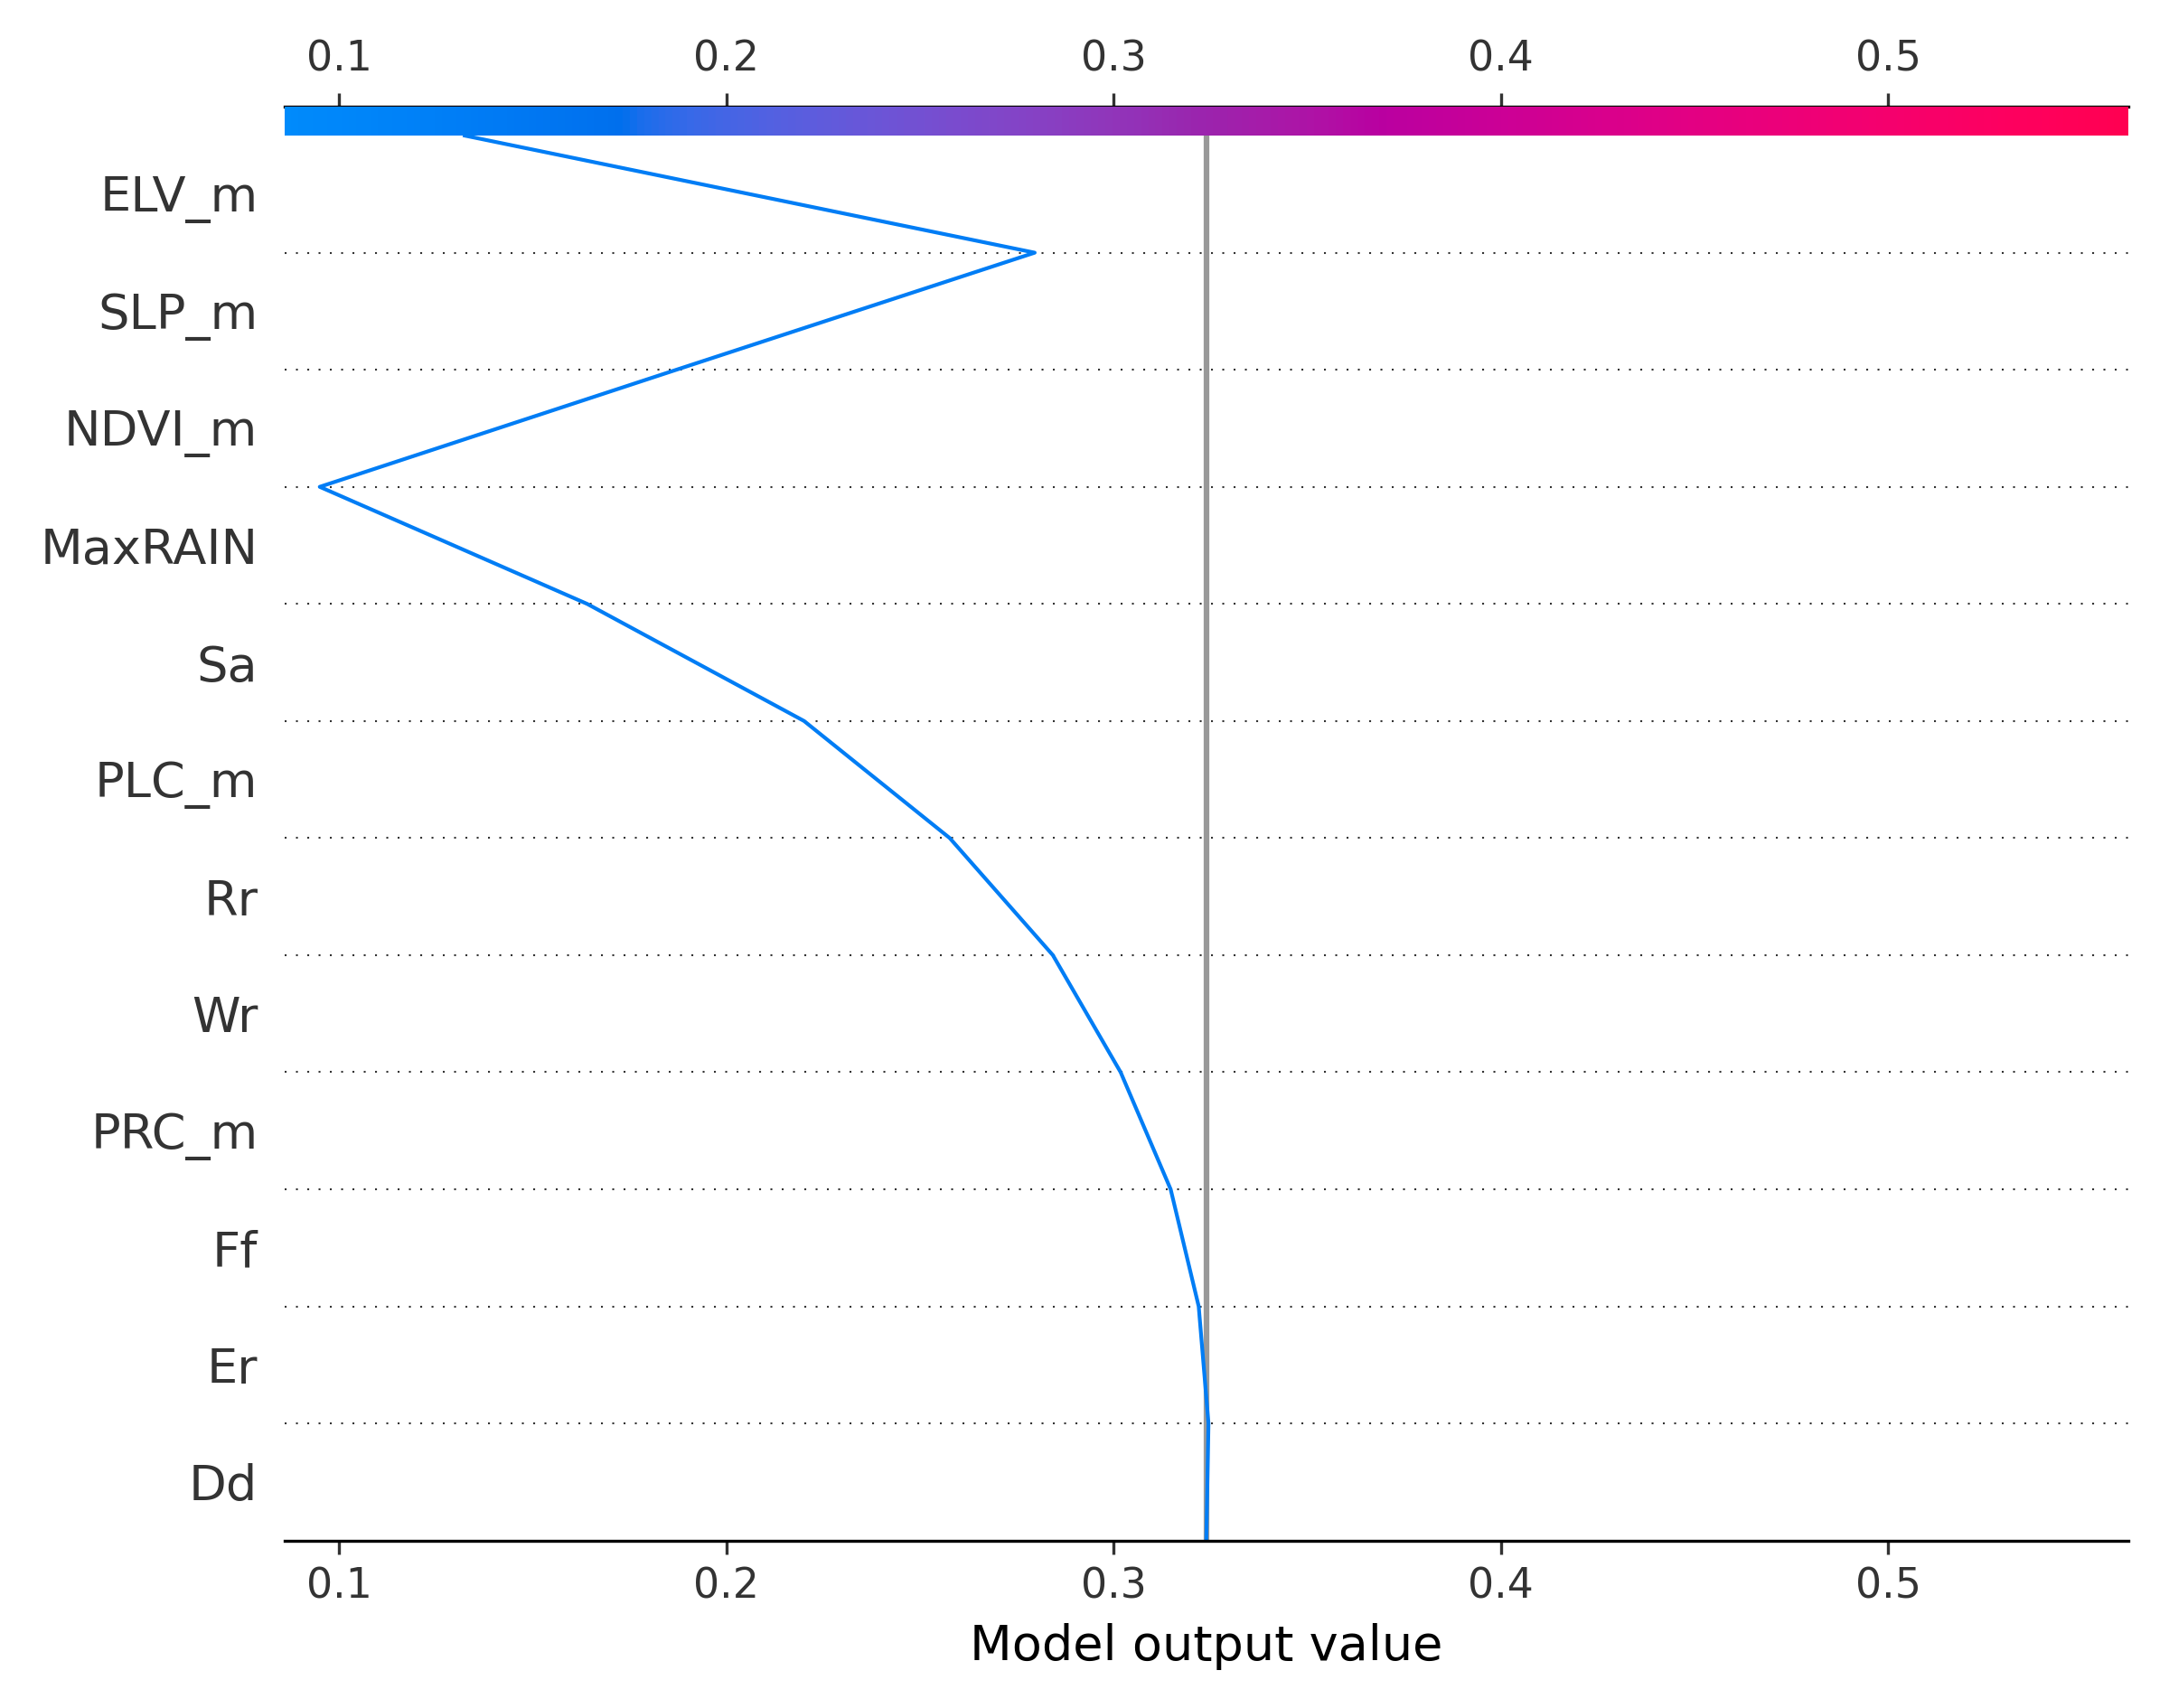 0.1 0.2 0.3 0.4 0.5
ELV_m
SLP_m
NDVI_m
MaxRAIN
Sa
PLC_m
Rr
Wr
PRC_m
Ff
Er
Dd
0.1 0.2 0.3 0.4 0.5
Model output value